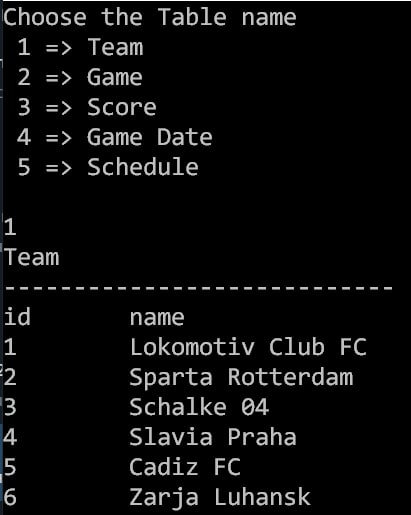 Choose the Table name
1 => Team
2 => Game
3 => Score
4 => Game Date
5 => Schedule
1
Team
----------------------------
id name
1 Lokomotiv Club FC
2 Sparta Rotterdam
3 Schalke 04
4 Slavia Praha
5 Cadiz FC
6 Zarja Luhansk